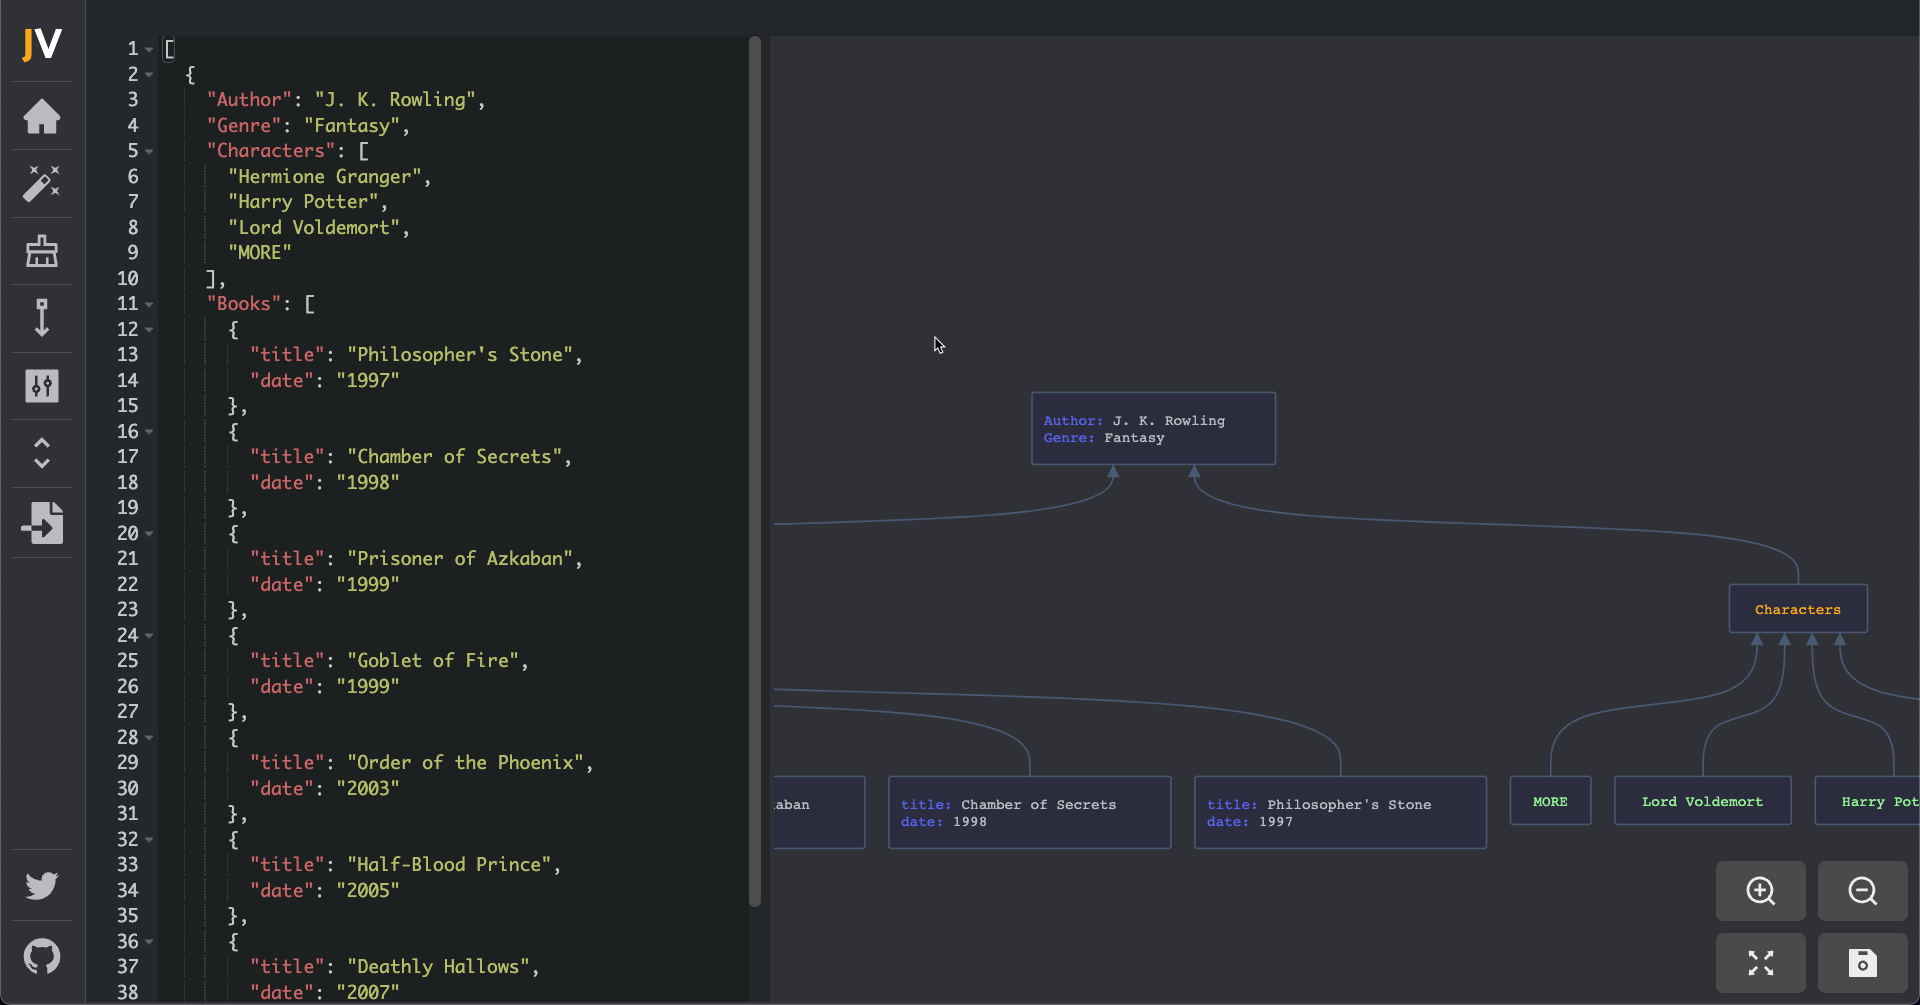 JV
1 [
2 {
3 "Author": "J. K. Rowling",
4 "Genre": "Fantasy",
5 "Characters": [
6 "Hermione Granger",
7 "Harry Potter",
8 "Lord Voldemort",
9 "MORE"
10 ],
11 "Books": [
12 {
13 "title": "Philosopher's Stone",
14 "date": "1997"
15 },
16 {
17 "title": "Chamber of Secrets",
18 "date": "1998"
19 },
20 {
21 "title": "Prisoner of Azkaban",
22 "date": "1999"
23 },
24 {
25 "title": "Goblet of Fire",
26 "date": "1999"
27 },
28 {
29 "title": "Order of the Phoenix",
30 "date": "2003"
31 },
32 {
33 "title": "Half-Blood Prince",
34 "date": "2005"
35 },
36 {
37 "title": "Deathly Hallows",
38 "date": "2007"
Author: J. K. Rowling
Genre: Fantasy
Characters
kaban
title: Chamber of Secrets
date: 1998
title: Philosopher's Stone
date: 1997
MORE
Lord Voldemort
Harry Pot